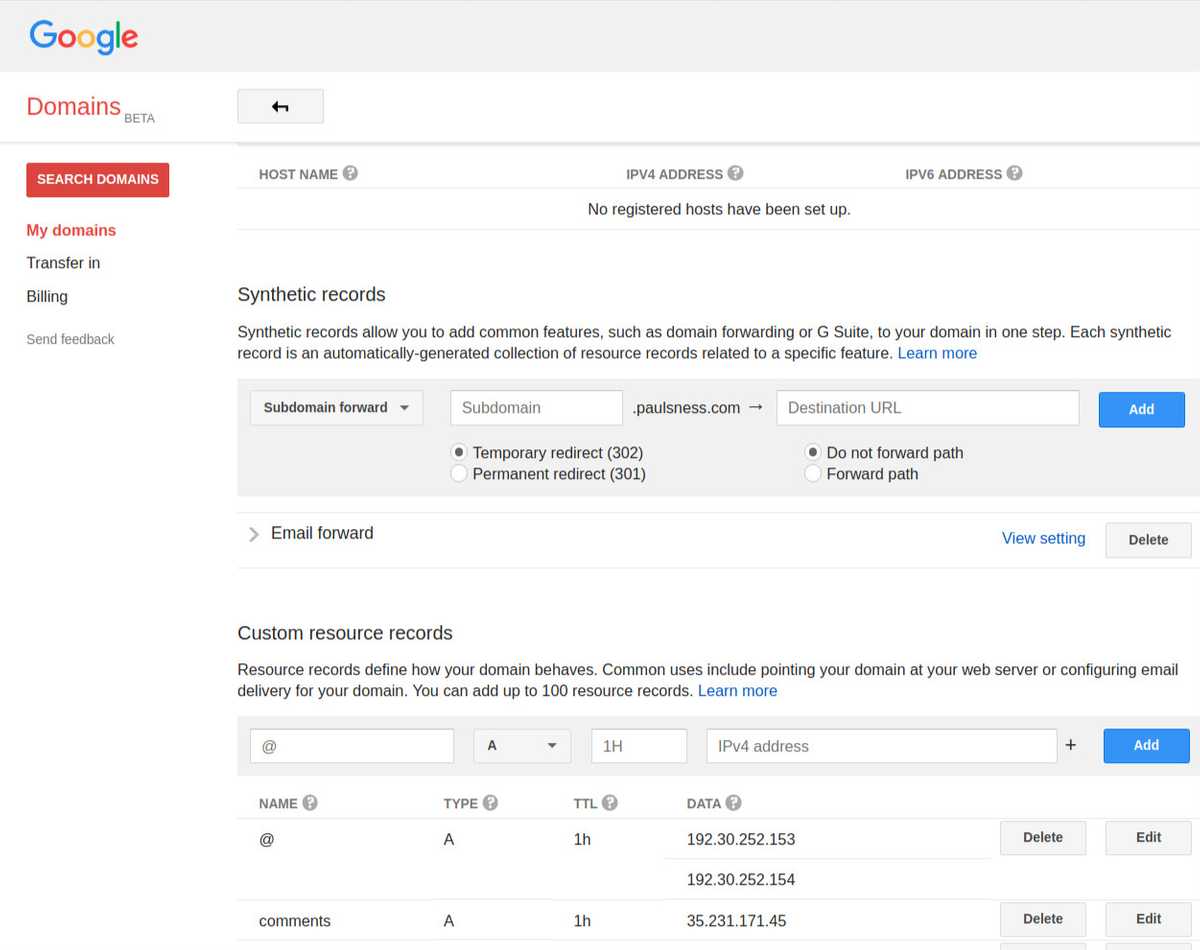 Google
Domains BETA
SEARCH DOMAINS
My domains
Transfer in
Billing
Send feedback
HOST NAME ? IPV4 ADDRESS ? IPV6 ADDRESS ?
No registered hosts have been set up.
Synthetic records
Synthetic records allow you to add common features, such as domain forwarding or G Suite, to your domain in one step. Each synthetic
record is an automatically-generated collection of resource records related to a specific feature. Learn more
Subdomain forward Subdomain .paulsness.com → Destination URL Add
Temporary redirect (302) Do not forward path
Permanent redirect (301) Forward path
Email forward View setting Delete
Custom resource records
Resource records define how your domain behaves. Common uses include pointing your domain at your web server or configuring email
delivery for your domain. You can add up to 100 resource records. Learn more
@ A 1H IPv4 address + Add
NAME ? TYPE ? TTL ? DATA ?
@ A 1h 192.30.252.153 Delete Edit
192.30.252.154
comments A 1h 35.231.171.45 Delete Edit